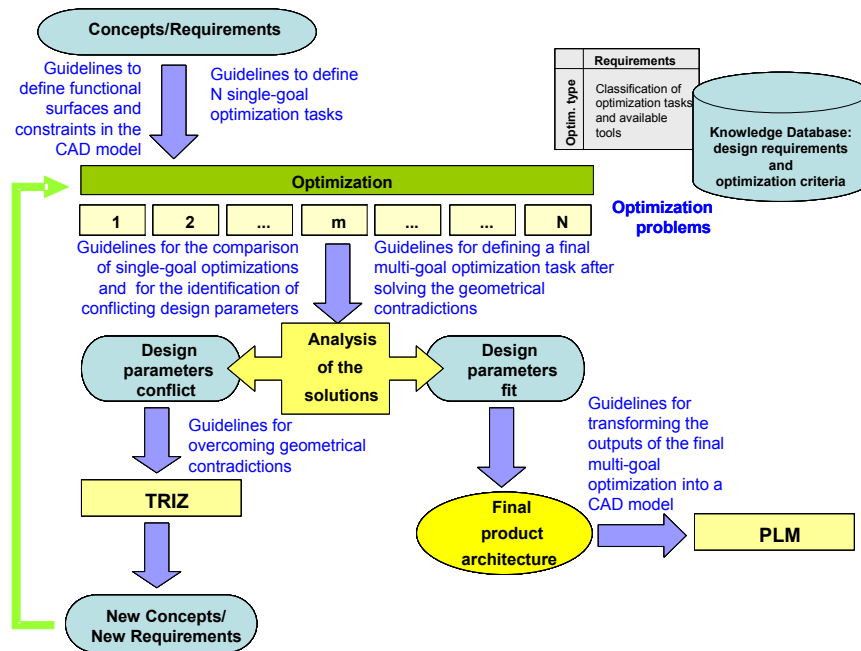 Concepts/Requirements
Guidelines to
define functional
surfaces and
constraints in the
CAD model
Guidelines to define
N single-goal
optimization tasks
Requirements
Optim. type
Classification of
optimization tasks
and available
tools
Knowledge Database:
design requirements
and
optimization criteria
Optimization
1 2 ... m ... ... N
Optimization
problems
Guidelines for the comparison
of single-goal optimizations
and for the identification of
conflicting design parameters
Guidelines for defining a final
multi-goal optimization task after
solving the geometrical
contradictions
Analysis
of the
solutions
Design
parameters
conflict
Design
parameters
fit
Guidelines for
overcoming geometrical
contradictions
Guidelines for
transforming the
outputs of the final
multi-goal
optimization into a
CAD model
TRIZ
Final
product
architecture
PLM
New Concepts/
New Requirements